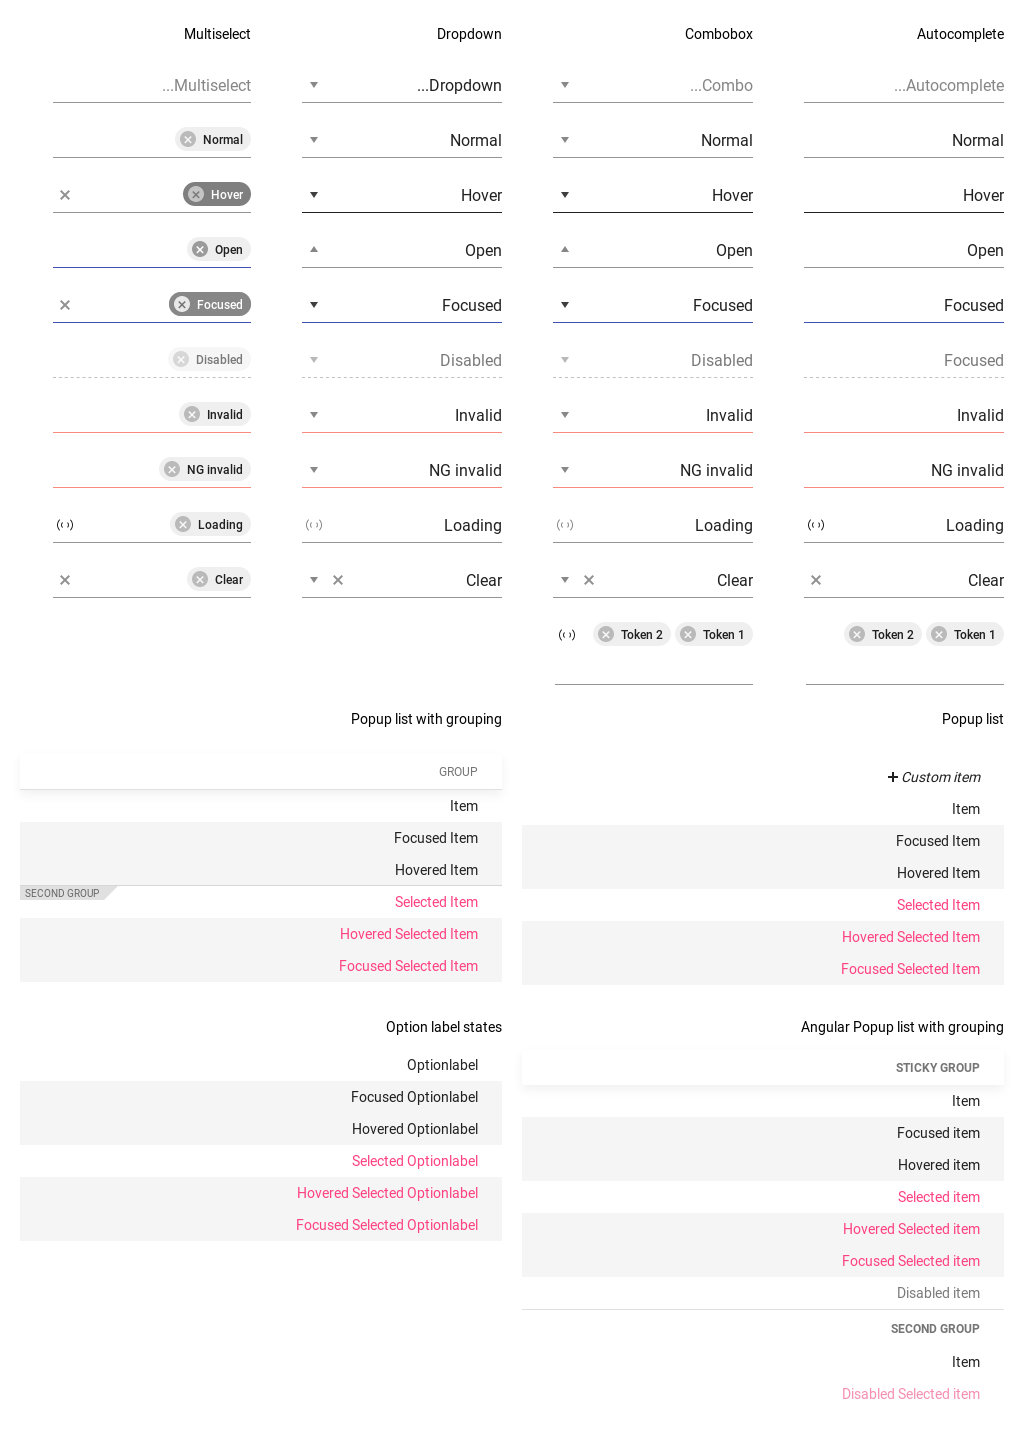 Multiselect
Dropdown
Combobox
Autocomplete
...Multiselect
...Dropdown
...Combo
...Autocomplete
Normal
Normal
Normal
Normal
Hover
Hover
Hover
Hover
Open
Open
Open
Open
Focused
Focused
Focused
Focused
Disabled
Disabled
Disabled
Focused
Invalid
Invalid
Invalid
Invalid
NG invalid
NG invalid
NG invalid
NG invalid
Loading
Loading
Loading
Loading
Clear
Clear
Clear
Clear
Token 2
Token 1
Token 2
Token 1
Popup list with grouping
GROUP
Item
Focused Item
Hovered Item
SECOND GROUP
Selected Item
Hovered Selected Item
Focused Selected Item
Popup list
Custom item
Item
Focused Item
Hovered Item
Selected Item
Hovered Selected Item
Focused Selected Item
Option label states
Optionlabel
Focused Optionlabel
Hovered Optionlabel
Selected Optionlabel
Hovered Selected Optionlabel
Focused Selected Optionlabel
Angular Popup list with grouping
STICKY GROUP
Item
Focused item
Hovered item
Selected item
Hovered Selected item
Focused Selected item
Disabled item
SECOND GROUP
Item
Disabled Selected item